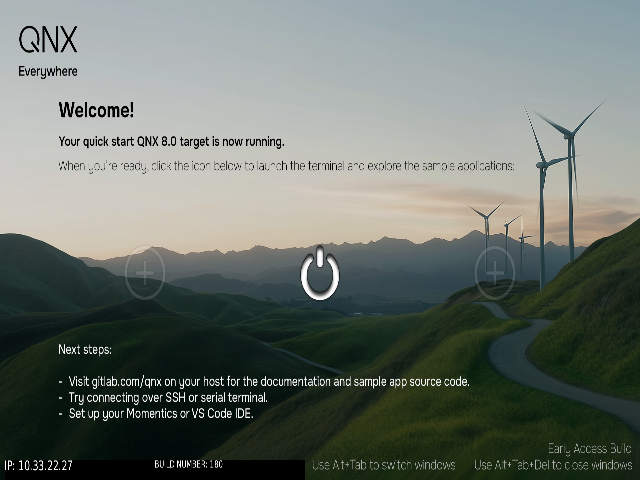 QNX
Everywhere
Welcome!
Your quick start QNX 8.0 target is now running.
When you're ready, click the icon below to launch the terminal and explore the sample applications:
Next steps:
- Visit gitlab.com/qnx on your host for the documentation and sample app source code.
- Try connecting over SSH or serial terminal.
- Set up your Momentics or VS Code IDE.
Early Access Build
IP: 10.33.22.27
BUILD NUMBER: 180
Use Alt+Tab to switch windows
Use Alt+Tab+Del to close windows